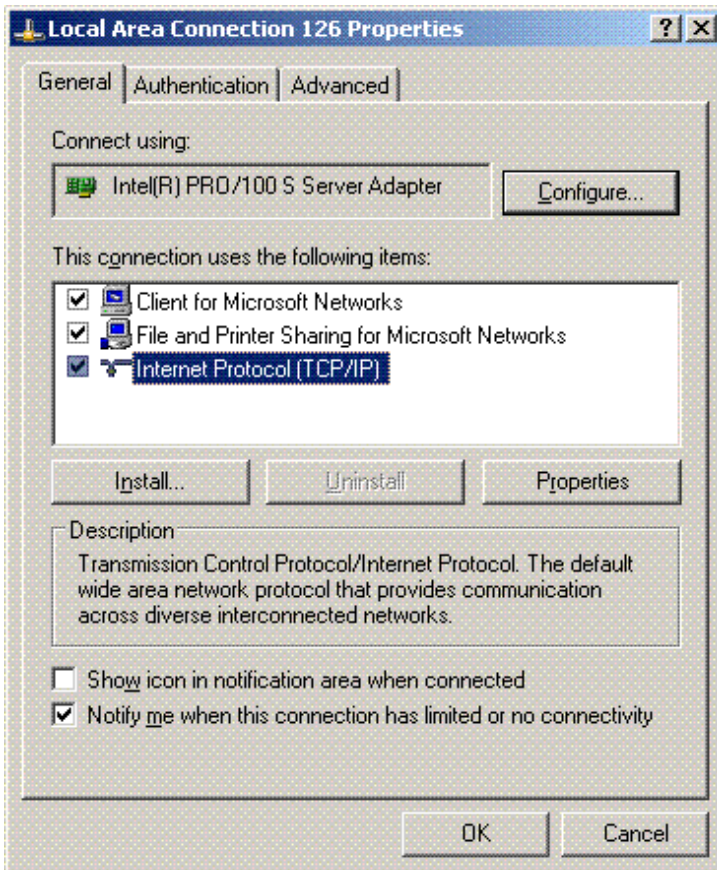 Local Area Connection 126 Properties
General Authentication Advanced
Connect using:
Intel(R) PRO/100 S Server Adapter Configure...
This connection uses the following items:
Client for Microsoft Networks
File and Printer Sharing for Microsoft Networks
Internet Protocol (TCP/IP)
Install... Uninstall Properties
Description
Transmission Control Protocol/Internet Protocol. The default
wide area network protocol that provides communication
across diverse interconnected networks.
Show icon in notification area when connected
Notify me when this connection has limited or no connectivity
OK Cancel